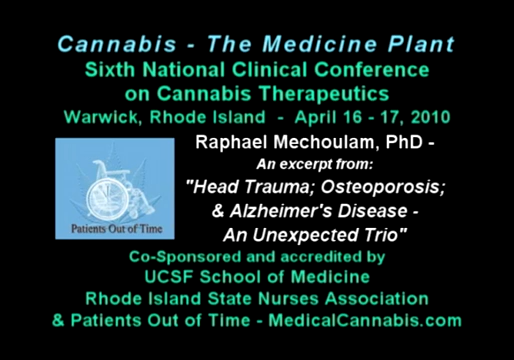 Cannabis - The Medicine Plant
Sixth National Clinical Conference
on Cannabis Therapeutics
Warwick, Rhode Island - April 16 - 17, 2010
Raphael Mechoulam, PhD -
An excerpt from:
"Head Trauma; Osteoporosis;
& Alzheimer's Disease -
An Unexpected Trio"
Patients Out of Time
Co-Sponsored and accredited by
UCSF School of Medicine
Rhode Island State Nurses Association
& Patients Out of Time - MedicalCannabis.com